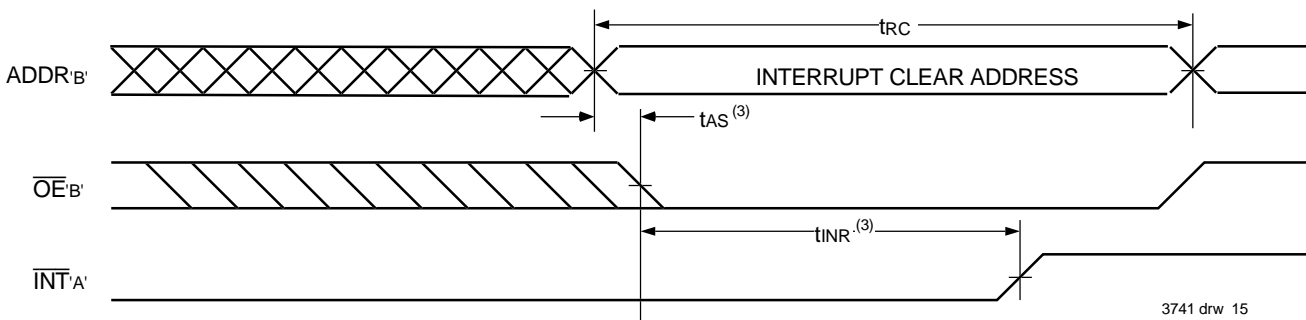 tRC
ADDR'B'
INTERRUPT CLEAR ADDRESS
tAS (3)
OE'B'
tINR (3)
INT'A'
3741 drw 15